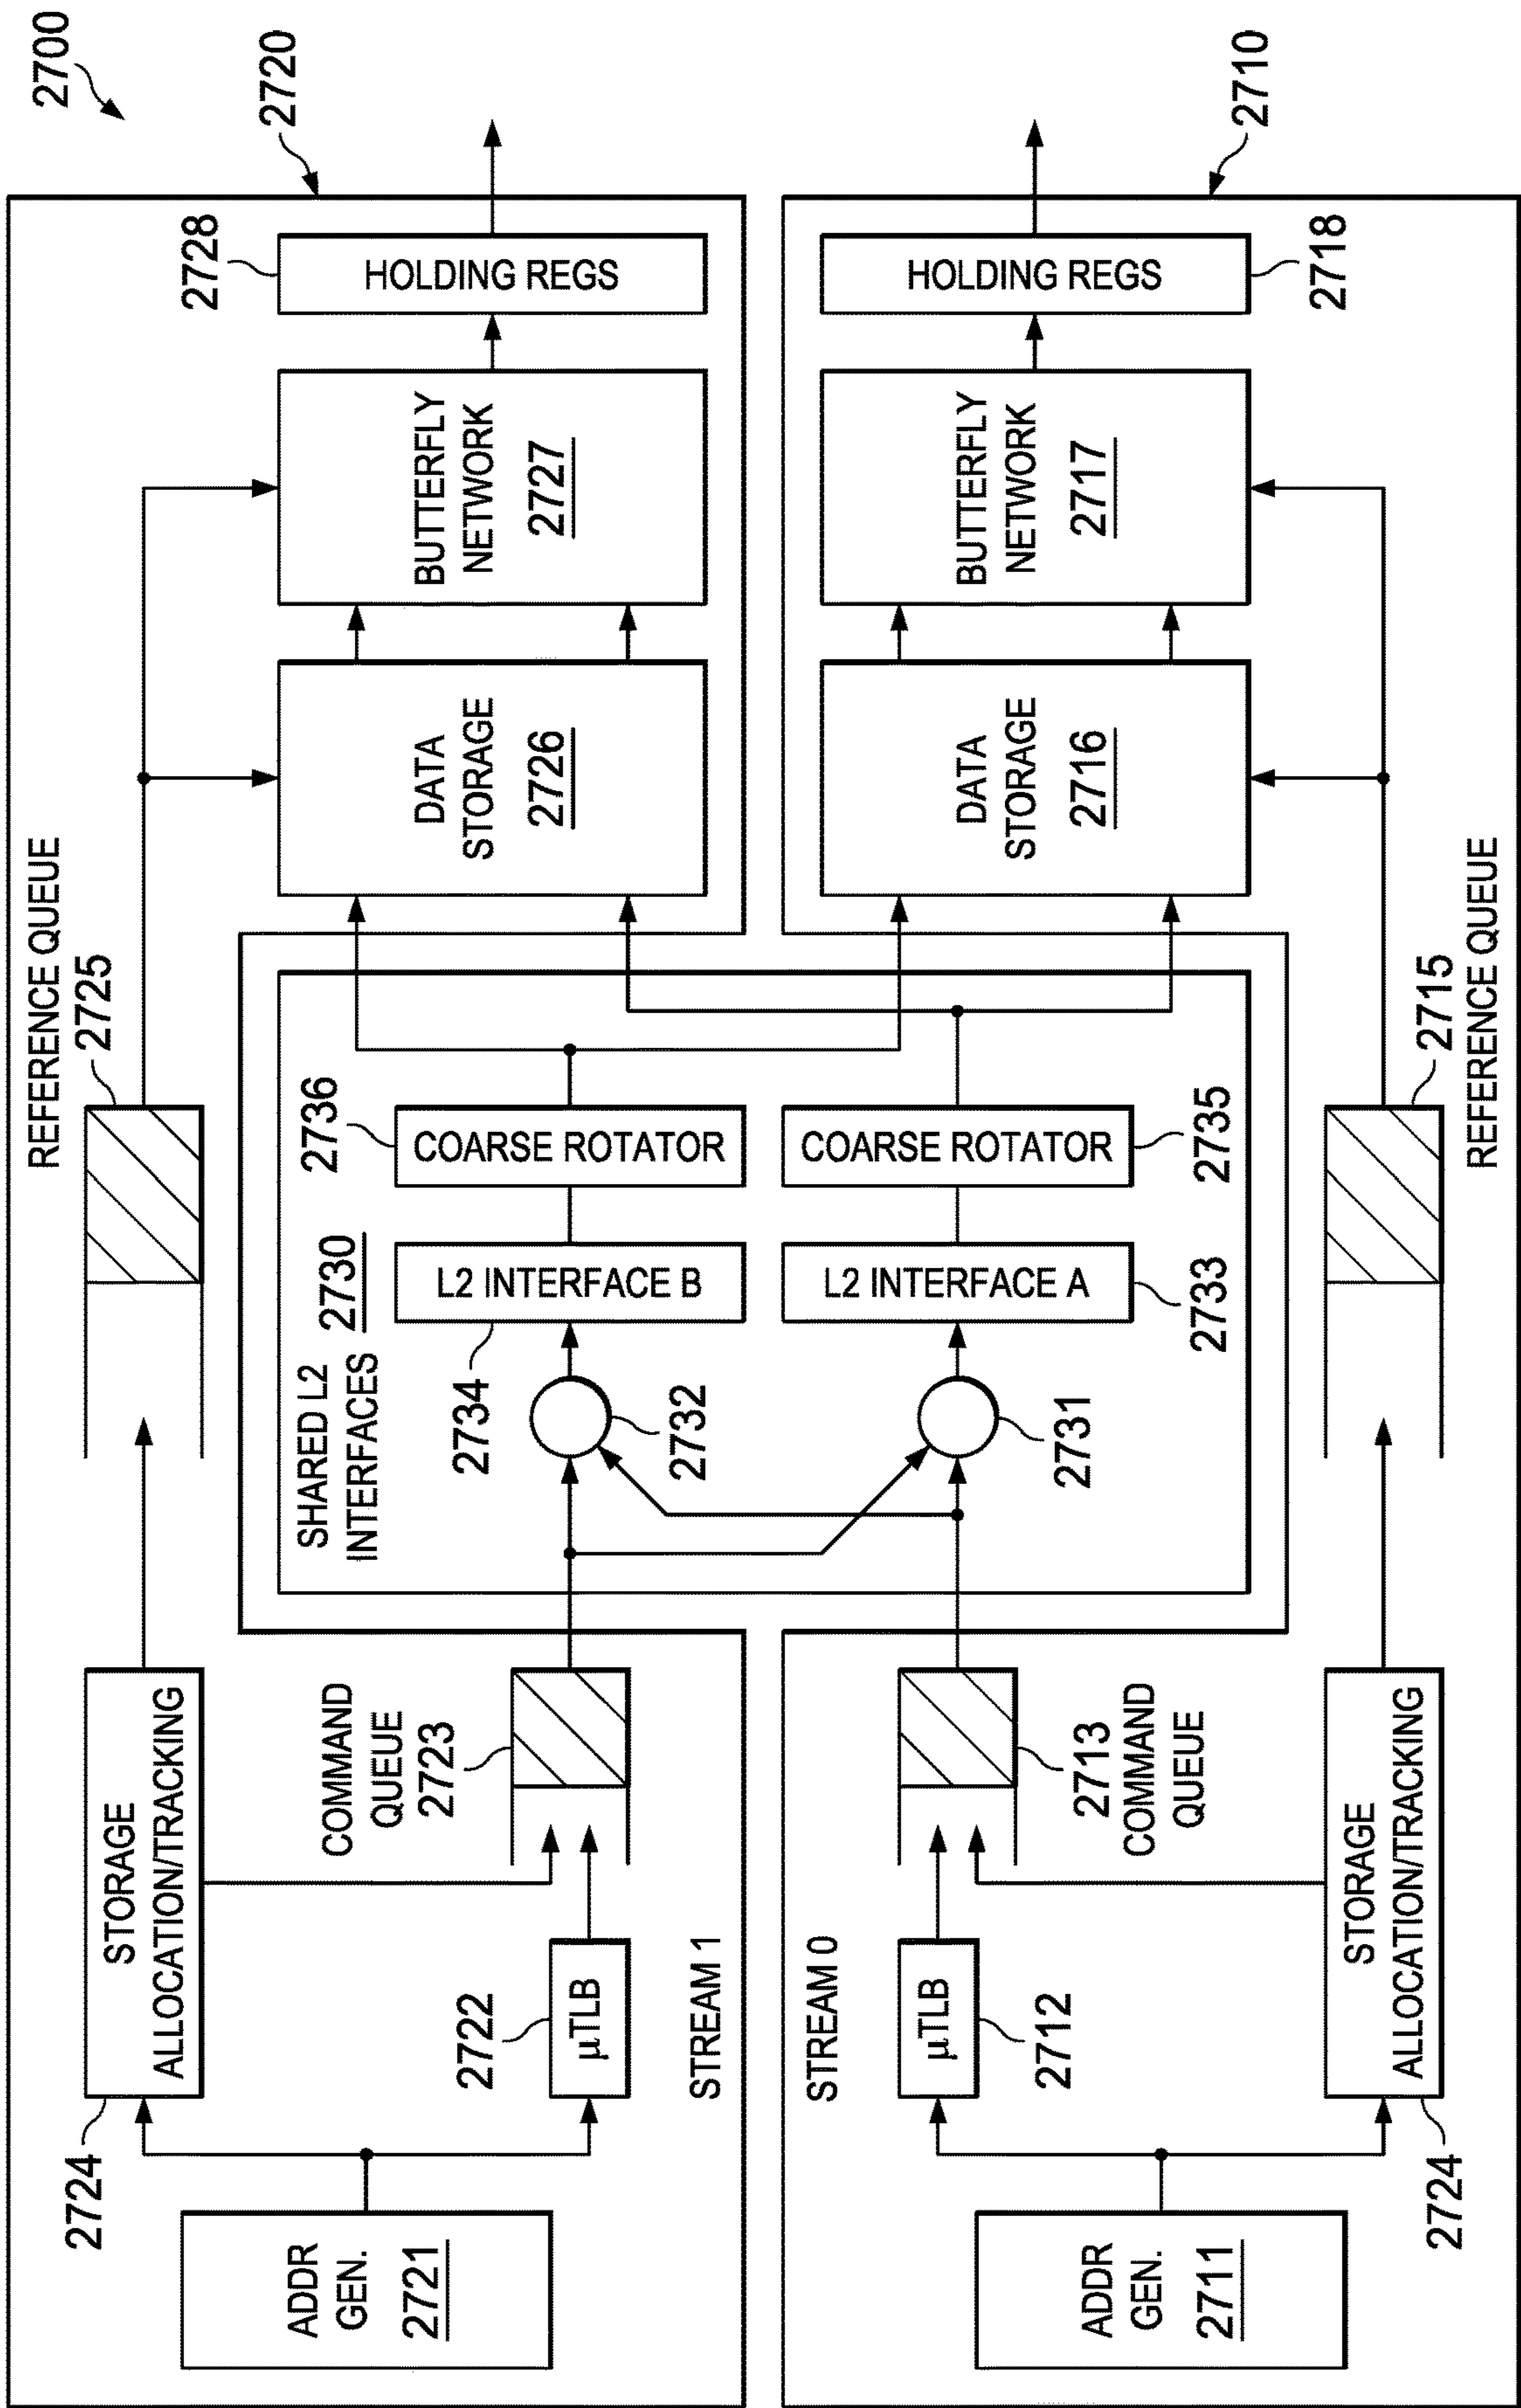 2700
2720
2724
STORAGE
ALLOCATION/TRACKING
REFERENCE QUEUE
2725
ADDR
GEN.
2721
2722
µTLB
COMMAND
QUEUE
2723
STREAM 1
DATA
STORAGE
2726
BUTTERFLY
NETWORK
2727
2728
HOLDING REGS
SHARED L2
INTERFACES
2730
2734
2732
L2 INTERFACE B
2736
COARSE ROTATOR
2731
L2 INTERFACE A
2733
COARSE ROTATOR
2735
2710
STREAM 0
ADDR
GEN.
2711
µTLB
2712
2713
COMMAND
QUEUE
STORAGE
ALLOCATION/TRACKING
2724
2715
REFERENCE QUEUE
DATA
STORAGE
2716
BUTTERFLY
NETWORK
2717
HOLDING REGS
2718